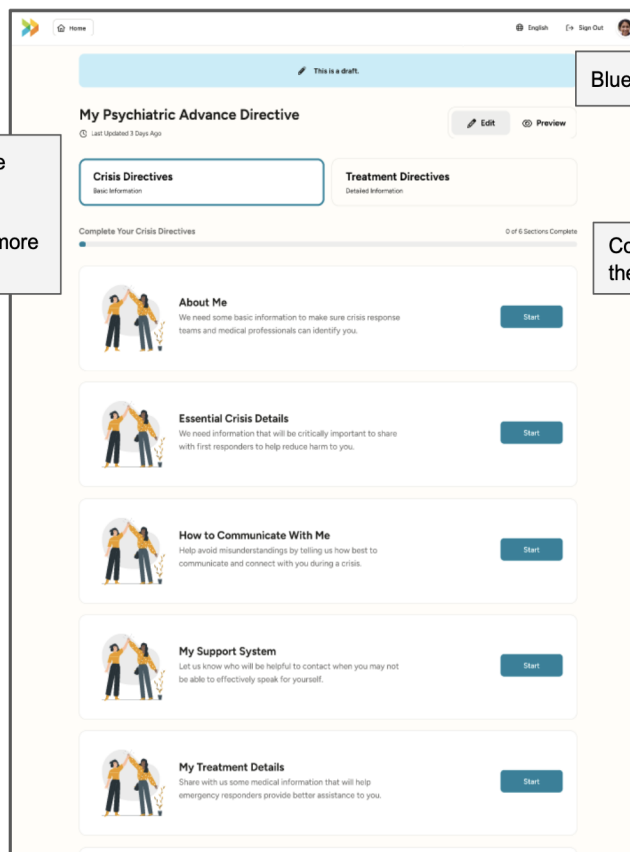 Home
English
Sign Out
This is a draft.
Blue
My Psychiatric Advance Directive
Last Updated 3 Days Ago
Edit
Preview
e
more
Crisis Directives
Basic Information
Treatment Directives
Detailed Information
Complete Your Crisis Directives
0 of 6 Sections Complete
Co
the
About Me
We need some basic information to make sure crisis response
teams and medical professionals can identify you.
Start
Essential Crisis Details
We need information that will be critically important to share
with first responders to help reduce harm to you.
Start
How to Communicate With Me
Help avoid misunderstandings by telling us how best to
communicate and connect with you during a crisis.
Start
My Support System
Let us know who will be helpful to contact when you may not
be able to effectively speak for yourself.
Start
My Treatment Details
Share with us some medical information that will help
emergency responders provide better assistance to you.
Start